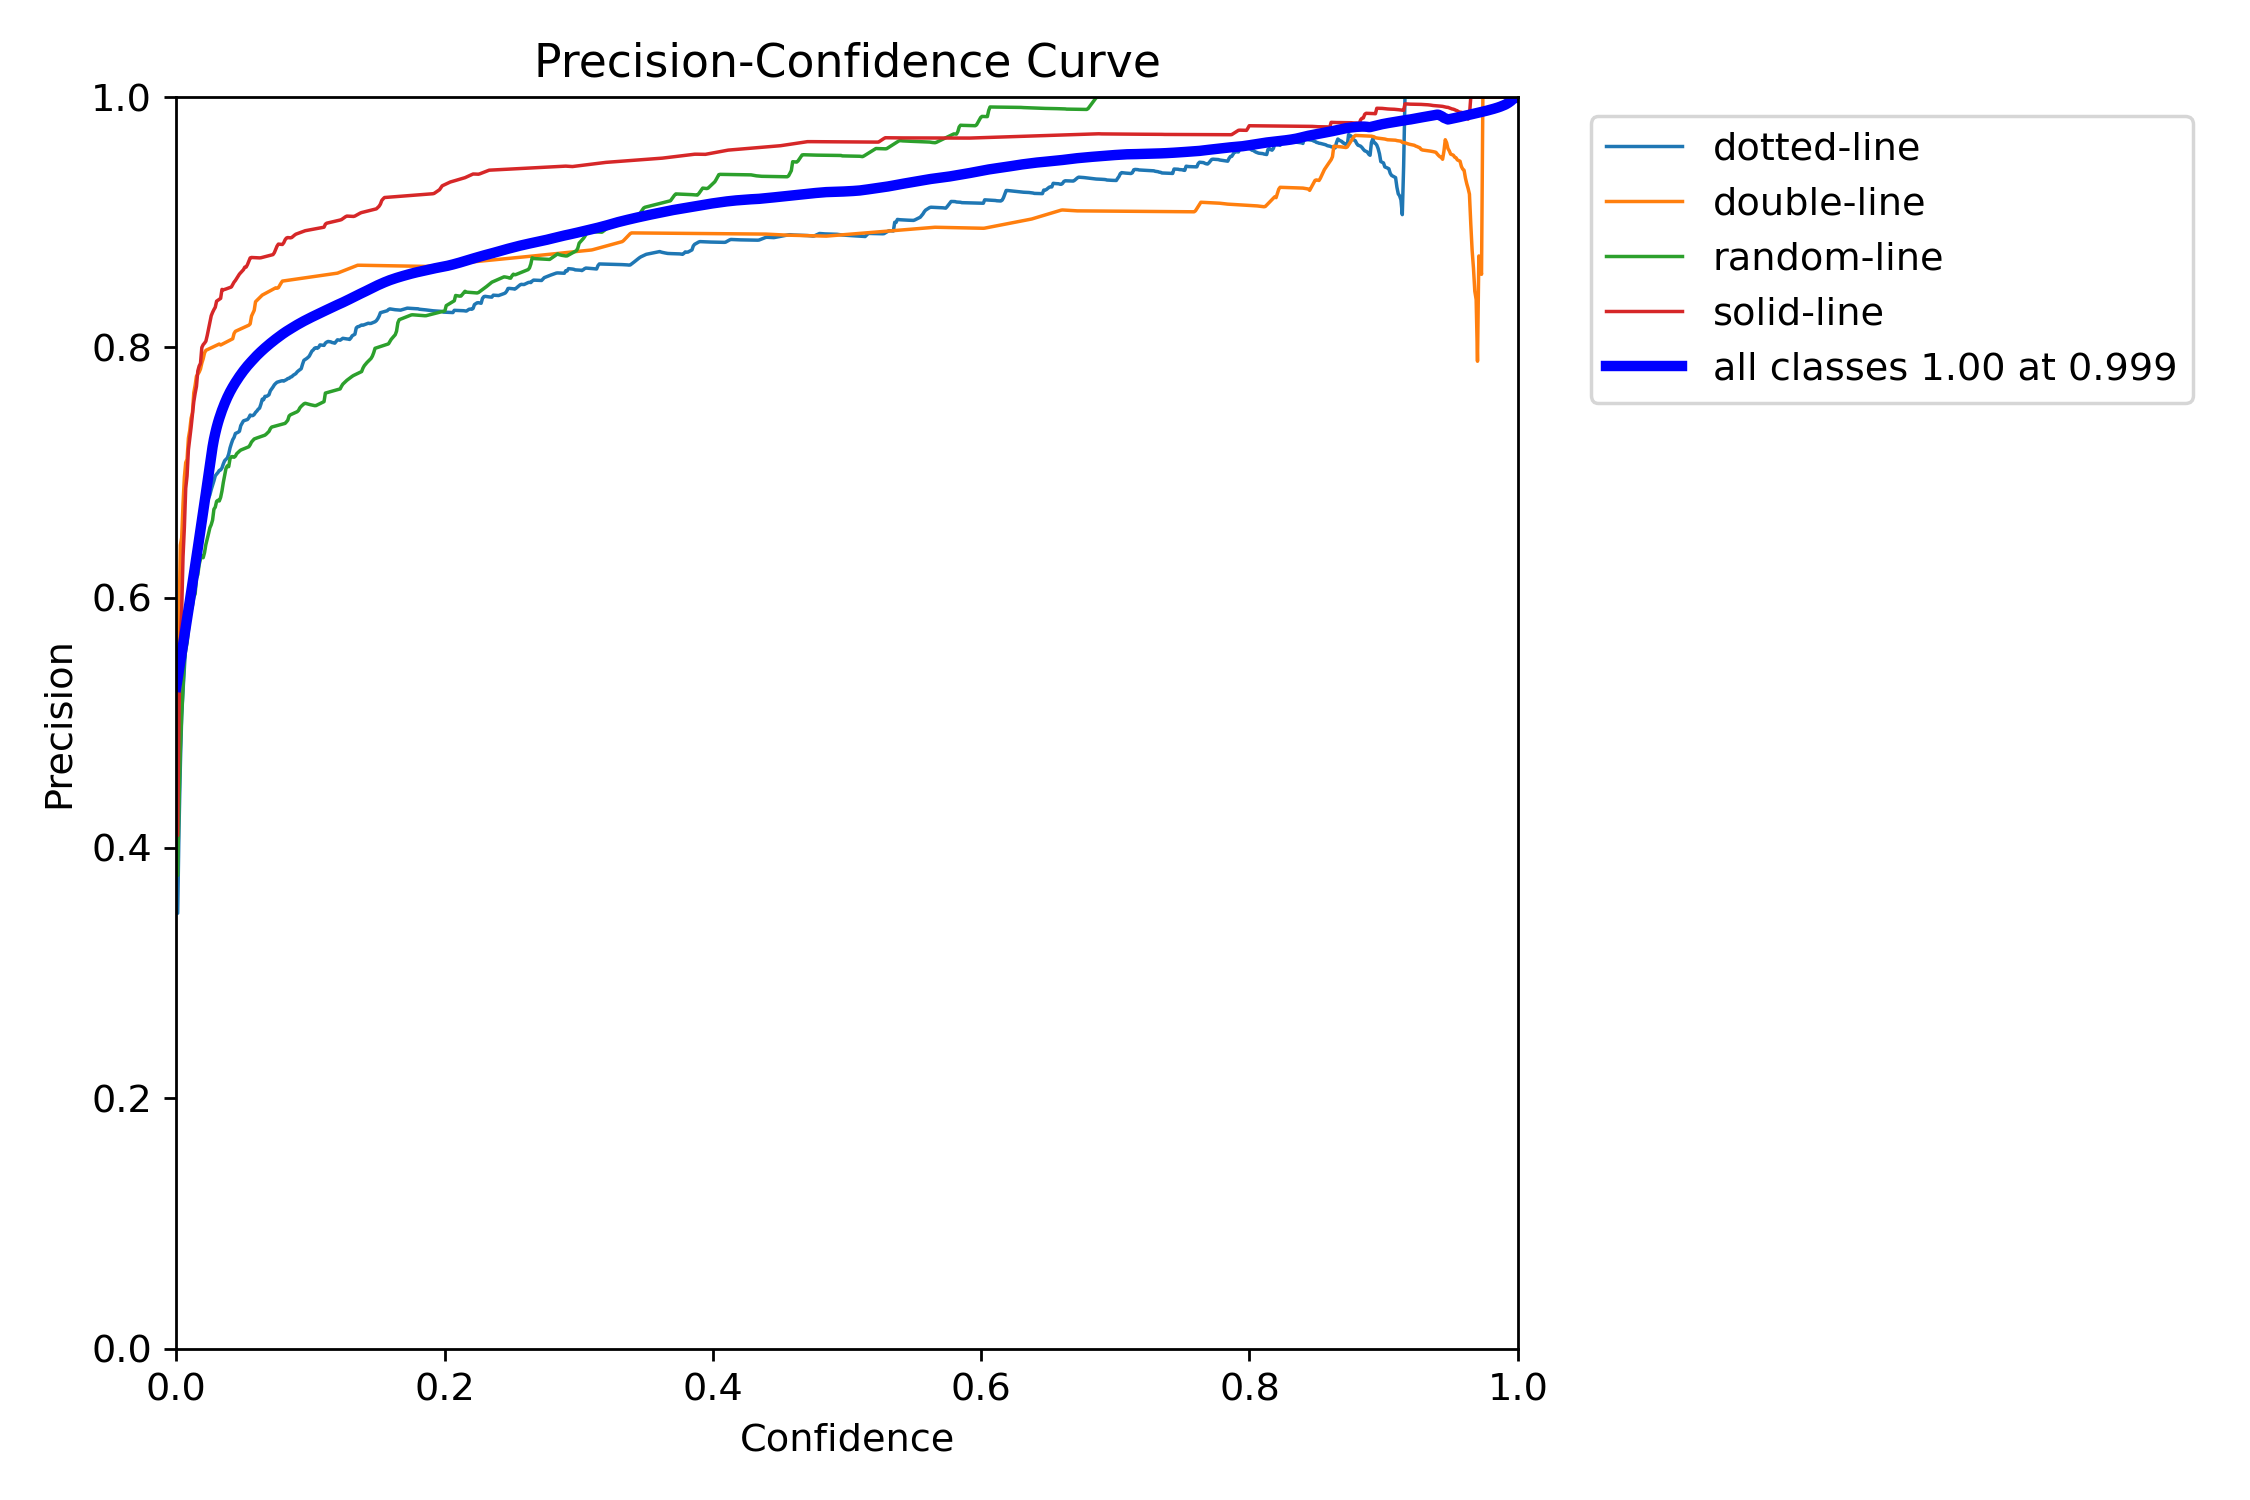 Precision-Confidence Curve
1.0
0.8
0.6
0.4
0.2
0.0
Precision
0.0 0.2 0.4 0.6 0.8 1.0
Confidence
dotted-line
double-line
random-line
solid-line
all classes 1.00 at 0.999